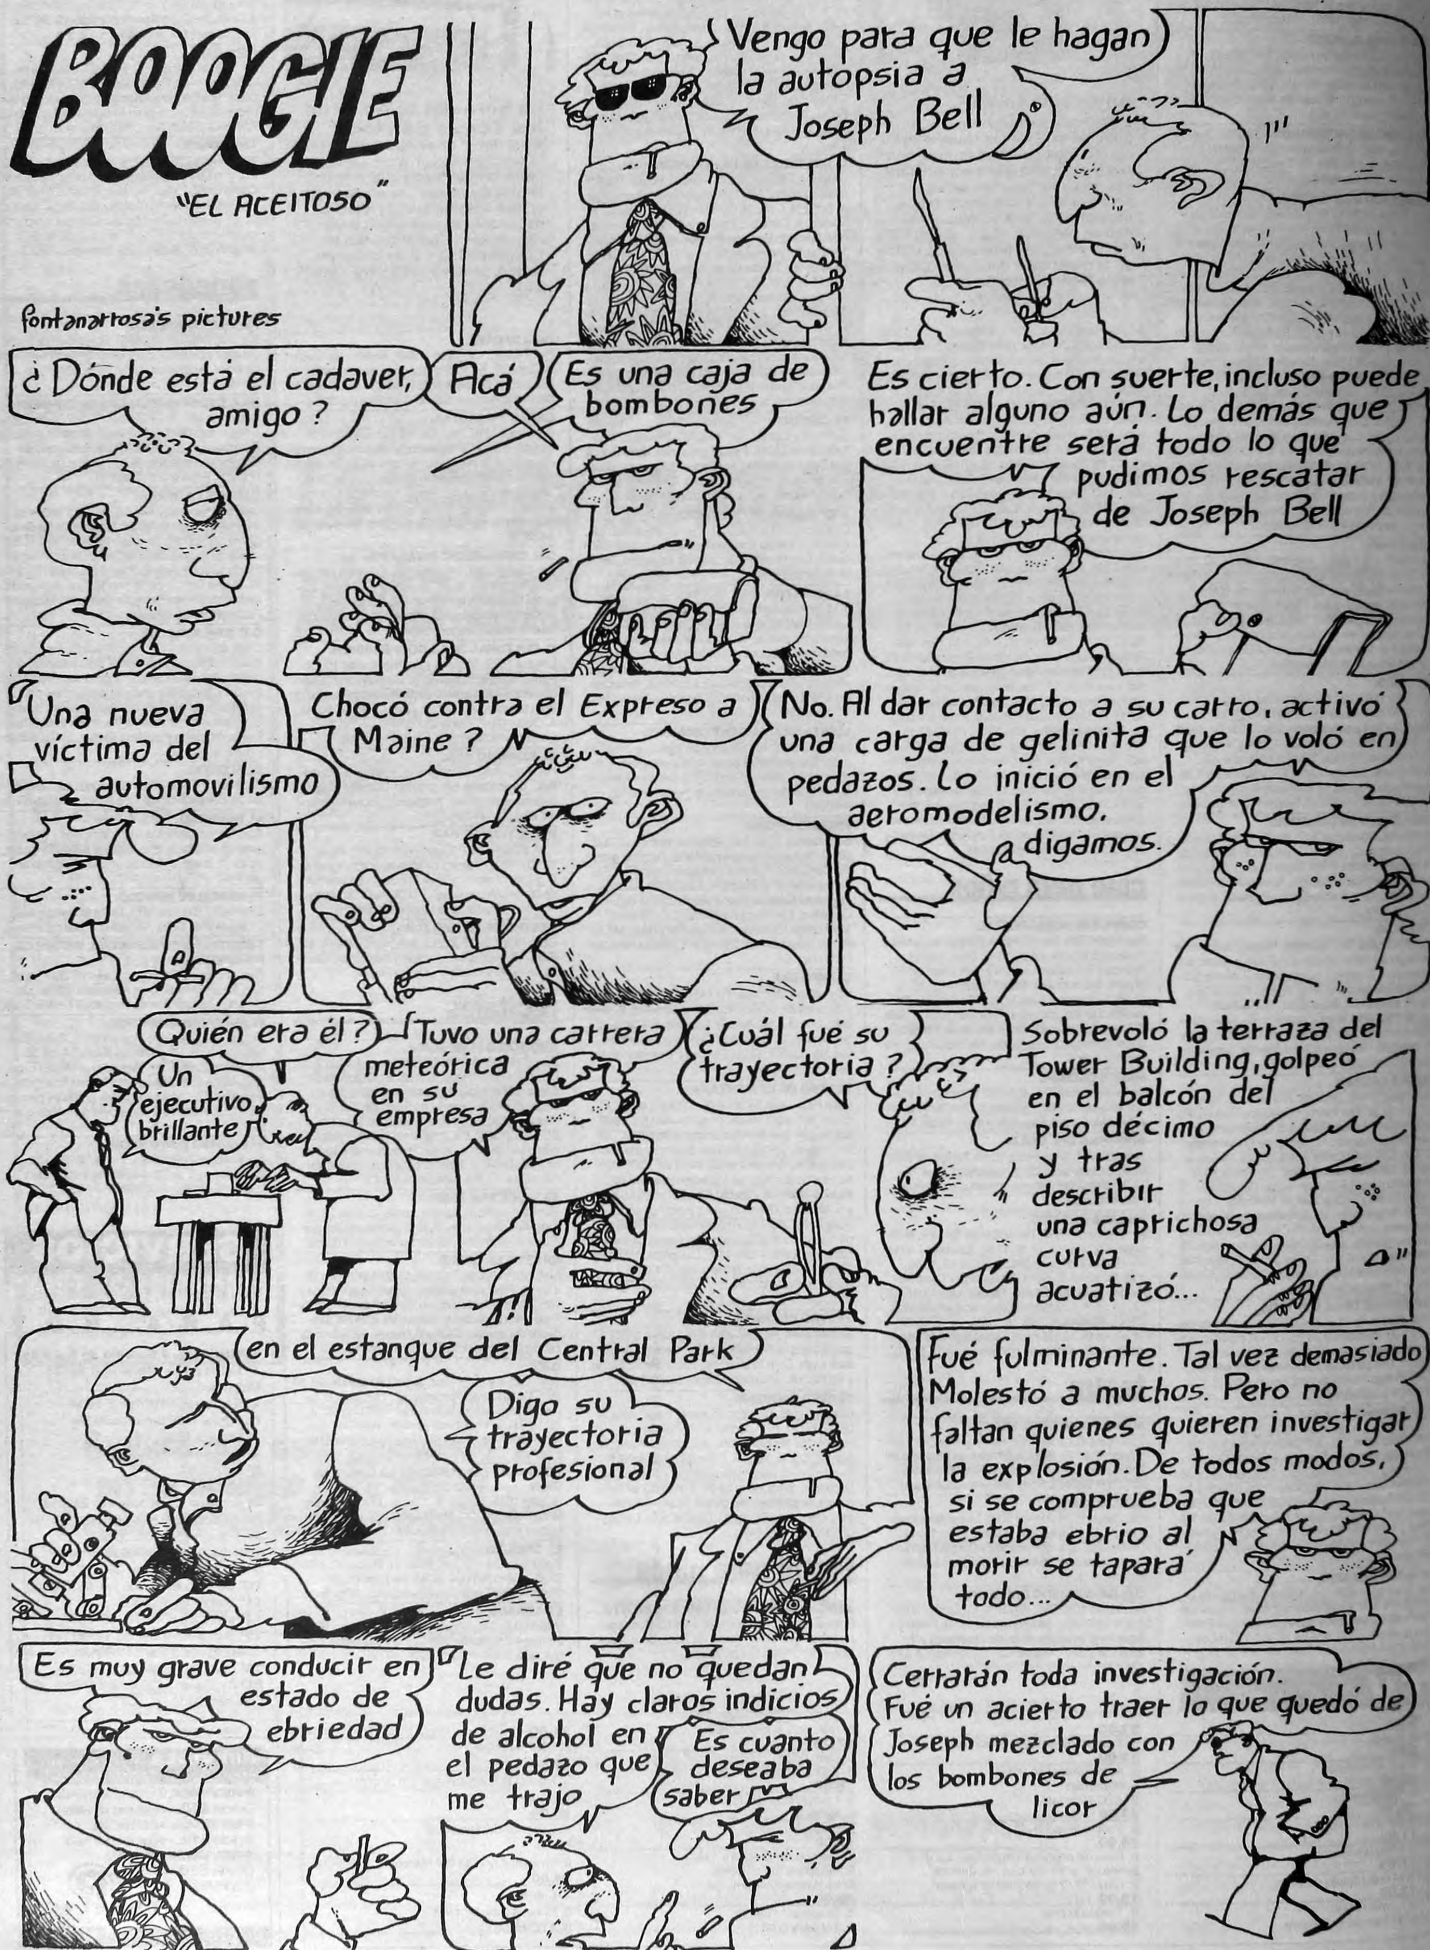 BOOGIE
"EL ACEITOSO"
fontanarrosa's pictures
Vengo para que le hagan
la autopsia a
Joseph Bell
¿Dónde está el cadaver,
amigo?
Acá
Es una caja de
bombones
Es cierto. Con suerte, incluso puede
hallar alguno aún. Lo demás que
encuentre será todo lo que
pudimos rescatar
de Joseph Bell
Una nueva
víctima del
automovilismo
Chocó contra el Expreso a
Maine?
No. Al dar contacto a su carro, activó
una carga de gelinita que lo voló en
pedazos. Lo inició en el
aeromodelismo,
digamos.
Quién era él?
Un
ejecutivo
brillante
Tuvo una carrera
meteórica
en su
empresa
¿Cuál fué su
trayectoria?
Sobrevoló la terraza del
Tower Building, golpeó
en el balcón del
piso décimo
y tras
describir
una caprichosa
curva
acuatizó...
en el estanque del Central Park
Digo su
trayectoria
profesional
Fué fulminante. Tal vez demasiado
Molestó a muchos. Pero no
faltan quienes quieren investigar
la explosión. De todos modos,
si se comprueba que
estaba ebrio al
morir se tapará
todo...
Es muy grave conducir en
estado de
ebriedad
Le diré que no quedan
dudas. Hay claros indicios
de alcohol en
el pedazo que
me trajo
Es cuanto
deseaba
saber
Cerrarán toda investigación.
Fué un acierto traer lo que quedó de
Joseph mezclado con
los bombones de
licor